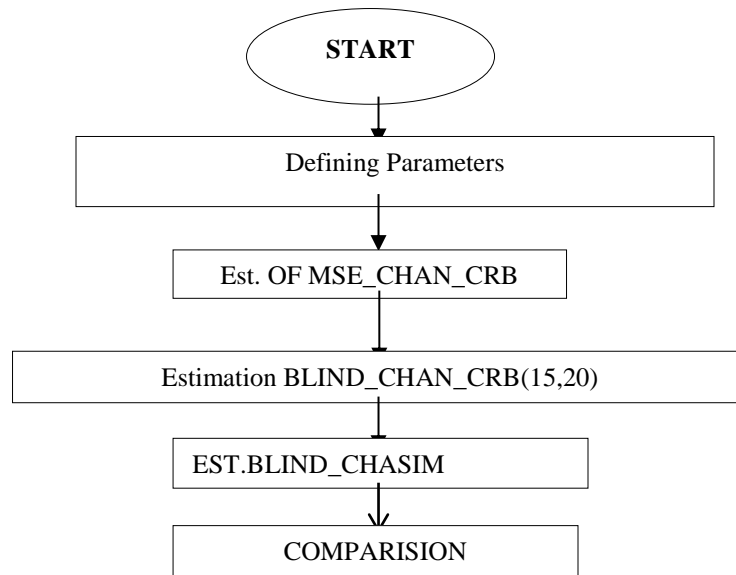 START
Defining Parameters
Est. OF MSE_CHAN_CRB
Estimation BLIND_CHAN_CRB(15,20)
EST.BLIND_CHASIM
COMPARISION